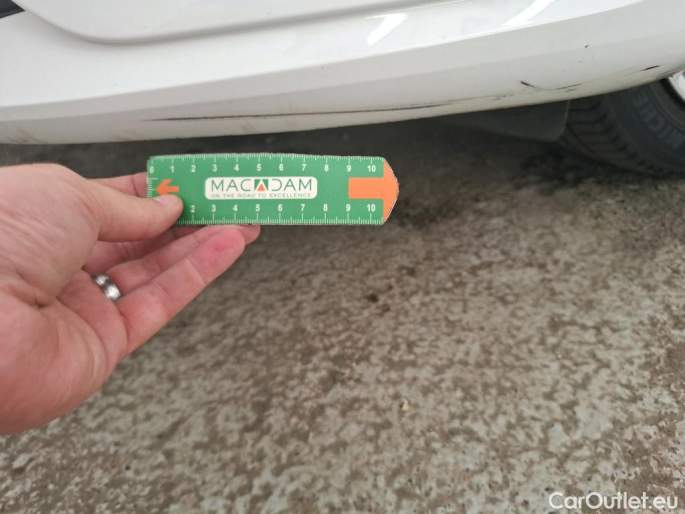 0 1 2 3 4 5 6 7 8 9 10
MACADAM
ON THE ROAD TO EXCELLENCE
2 3 4 5 6 7 8 9 10
CarOutlet.eu